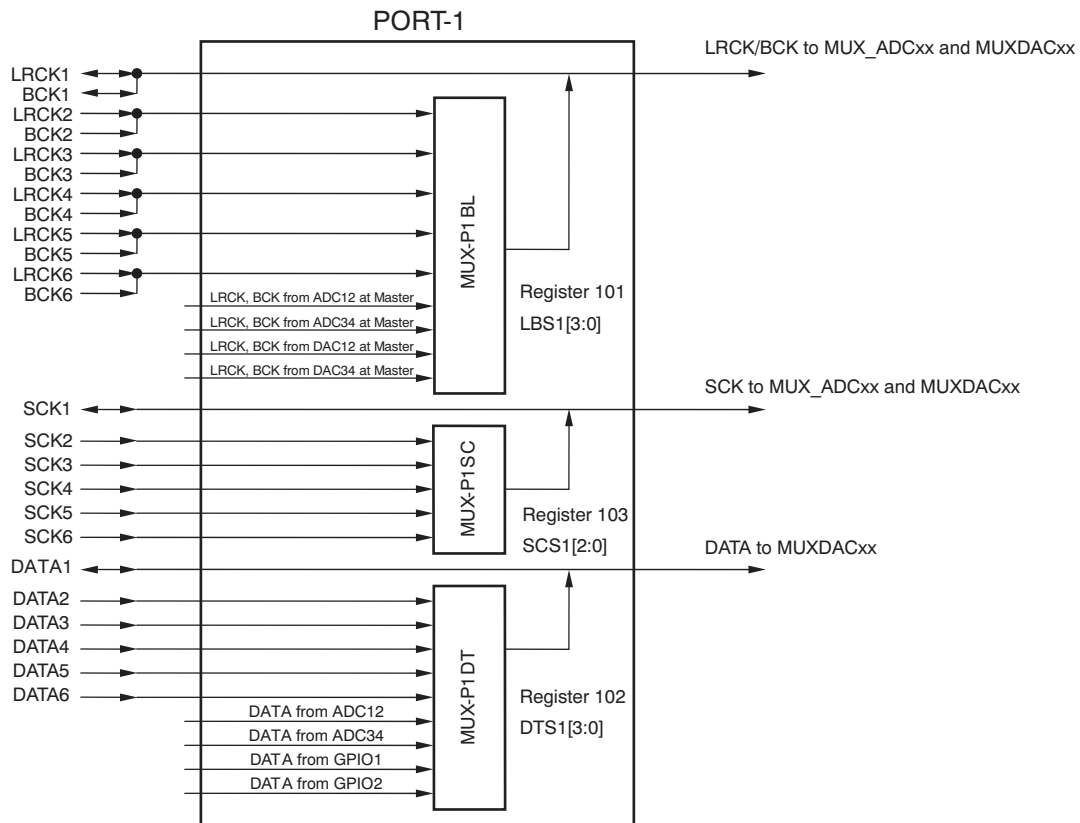 PORT-1
LRCK/BCK to MUX_ADCxx and MUXDACxx
LRCK1
BCK1
LRCK2
BCK2
LRCK3
BCK3
LRCK4
BCK4
LRCK5
BCK5
LRCK6
BCK6
LRCK, BCK from ADC12 at Master
LRCK, BCK from ADC34 at Master
LRCK, BCK from DAC12 at Master
LRCK, BCK from DAC34 at Master
MUX-P1BL
Register 101
LBS1[3:0]
SCK to MUX_ADCxx and MUXDACxx
SCK1
SCK2
SCK3
SCK4
SCK5
SCK6
MUX-P1SC
Register 103
SCS1[2:0]
DATA to MUXDACxx
DATA1
DATA2
DATA3
DATA4
DATA5
DATA6
DATA from ADC12
DATA from ADC34
DATA from GPIO1
DATA from GPIO2
MUX-P1DT
Register 102
DTS1[3:0]